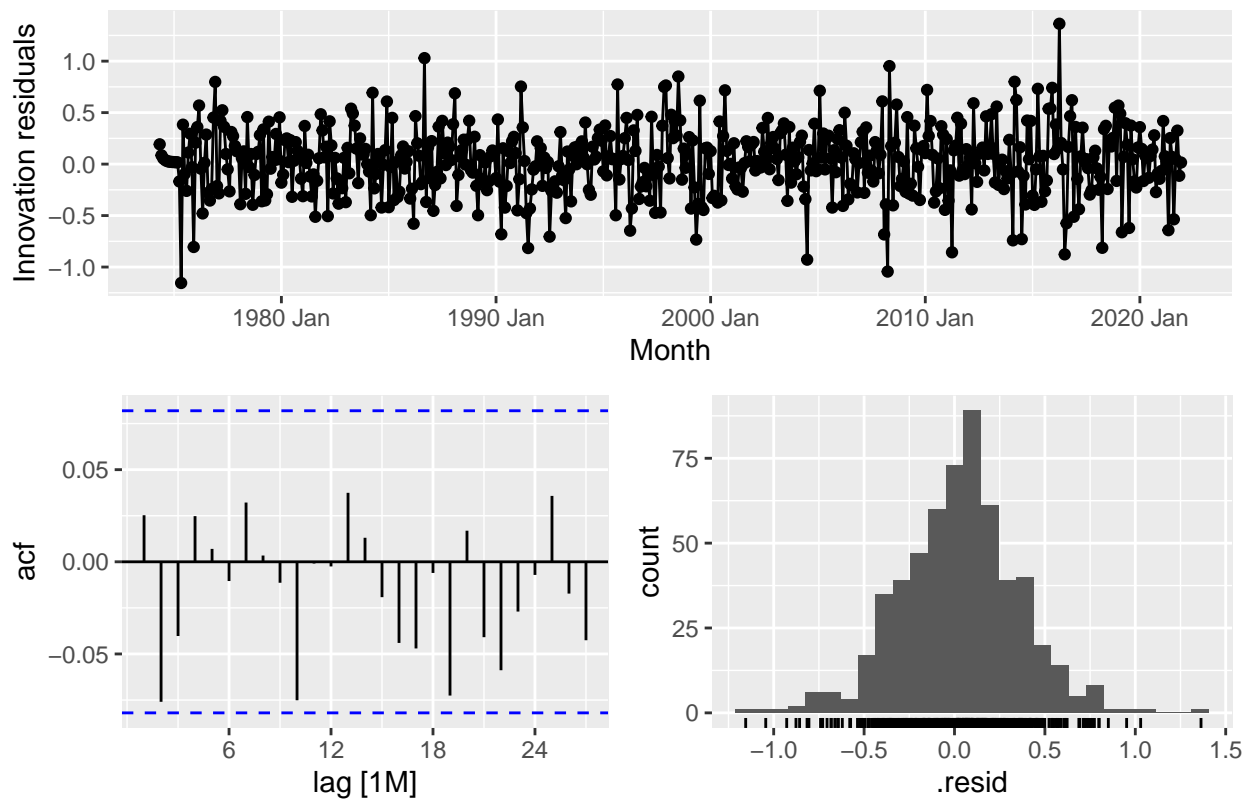 Innovation residuals
1.0
0.5
0.0
−0.5
−1.0
1980 Jan
1990 Jan
2000 Jan
2010 Jan
2020 Jan
Month
acf
0.05
0.00
−0.05
6
12
18
24
lag [1M]
count
75
50
25
0
−1.0
−0.5
0.0
0.5
1.0
1.5
.resid